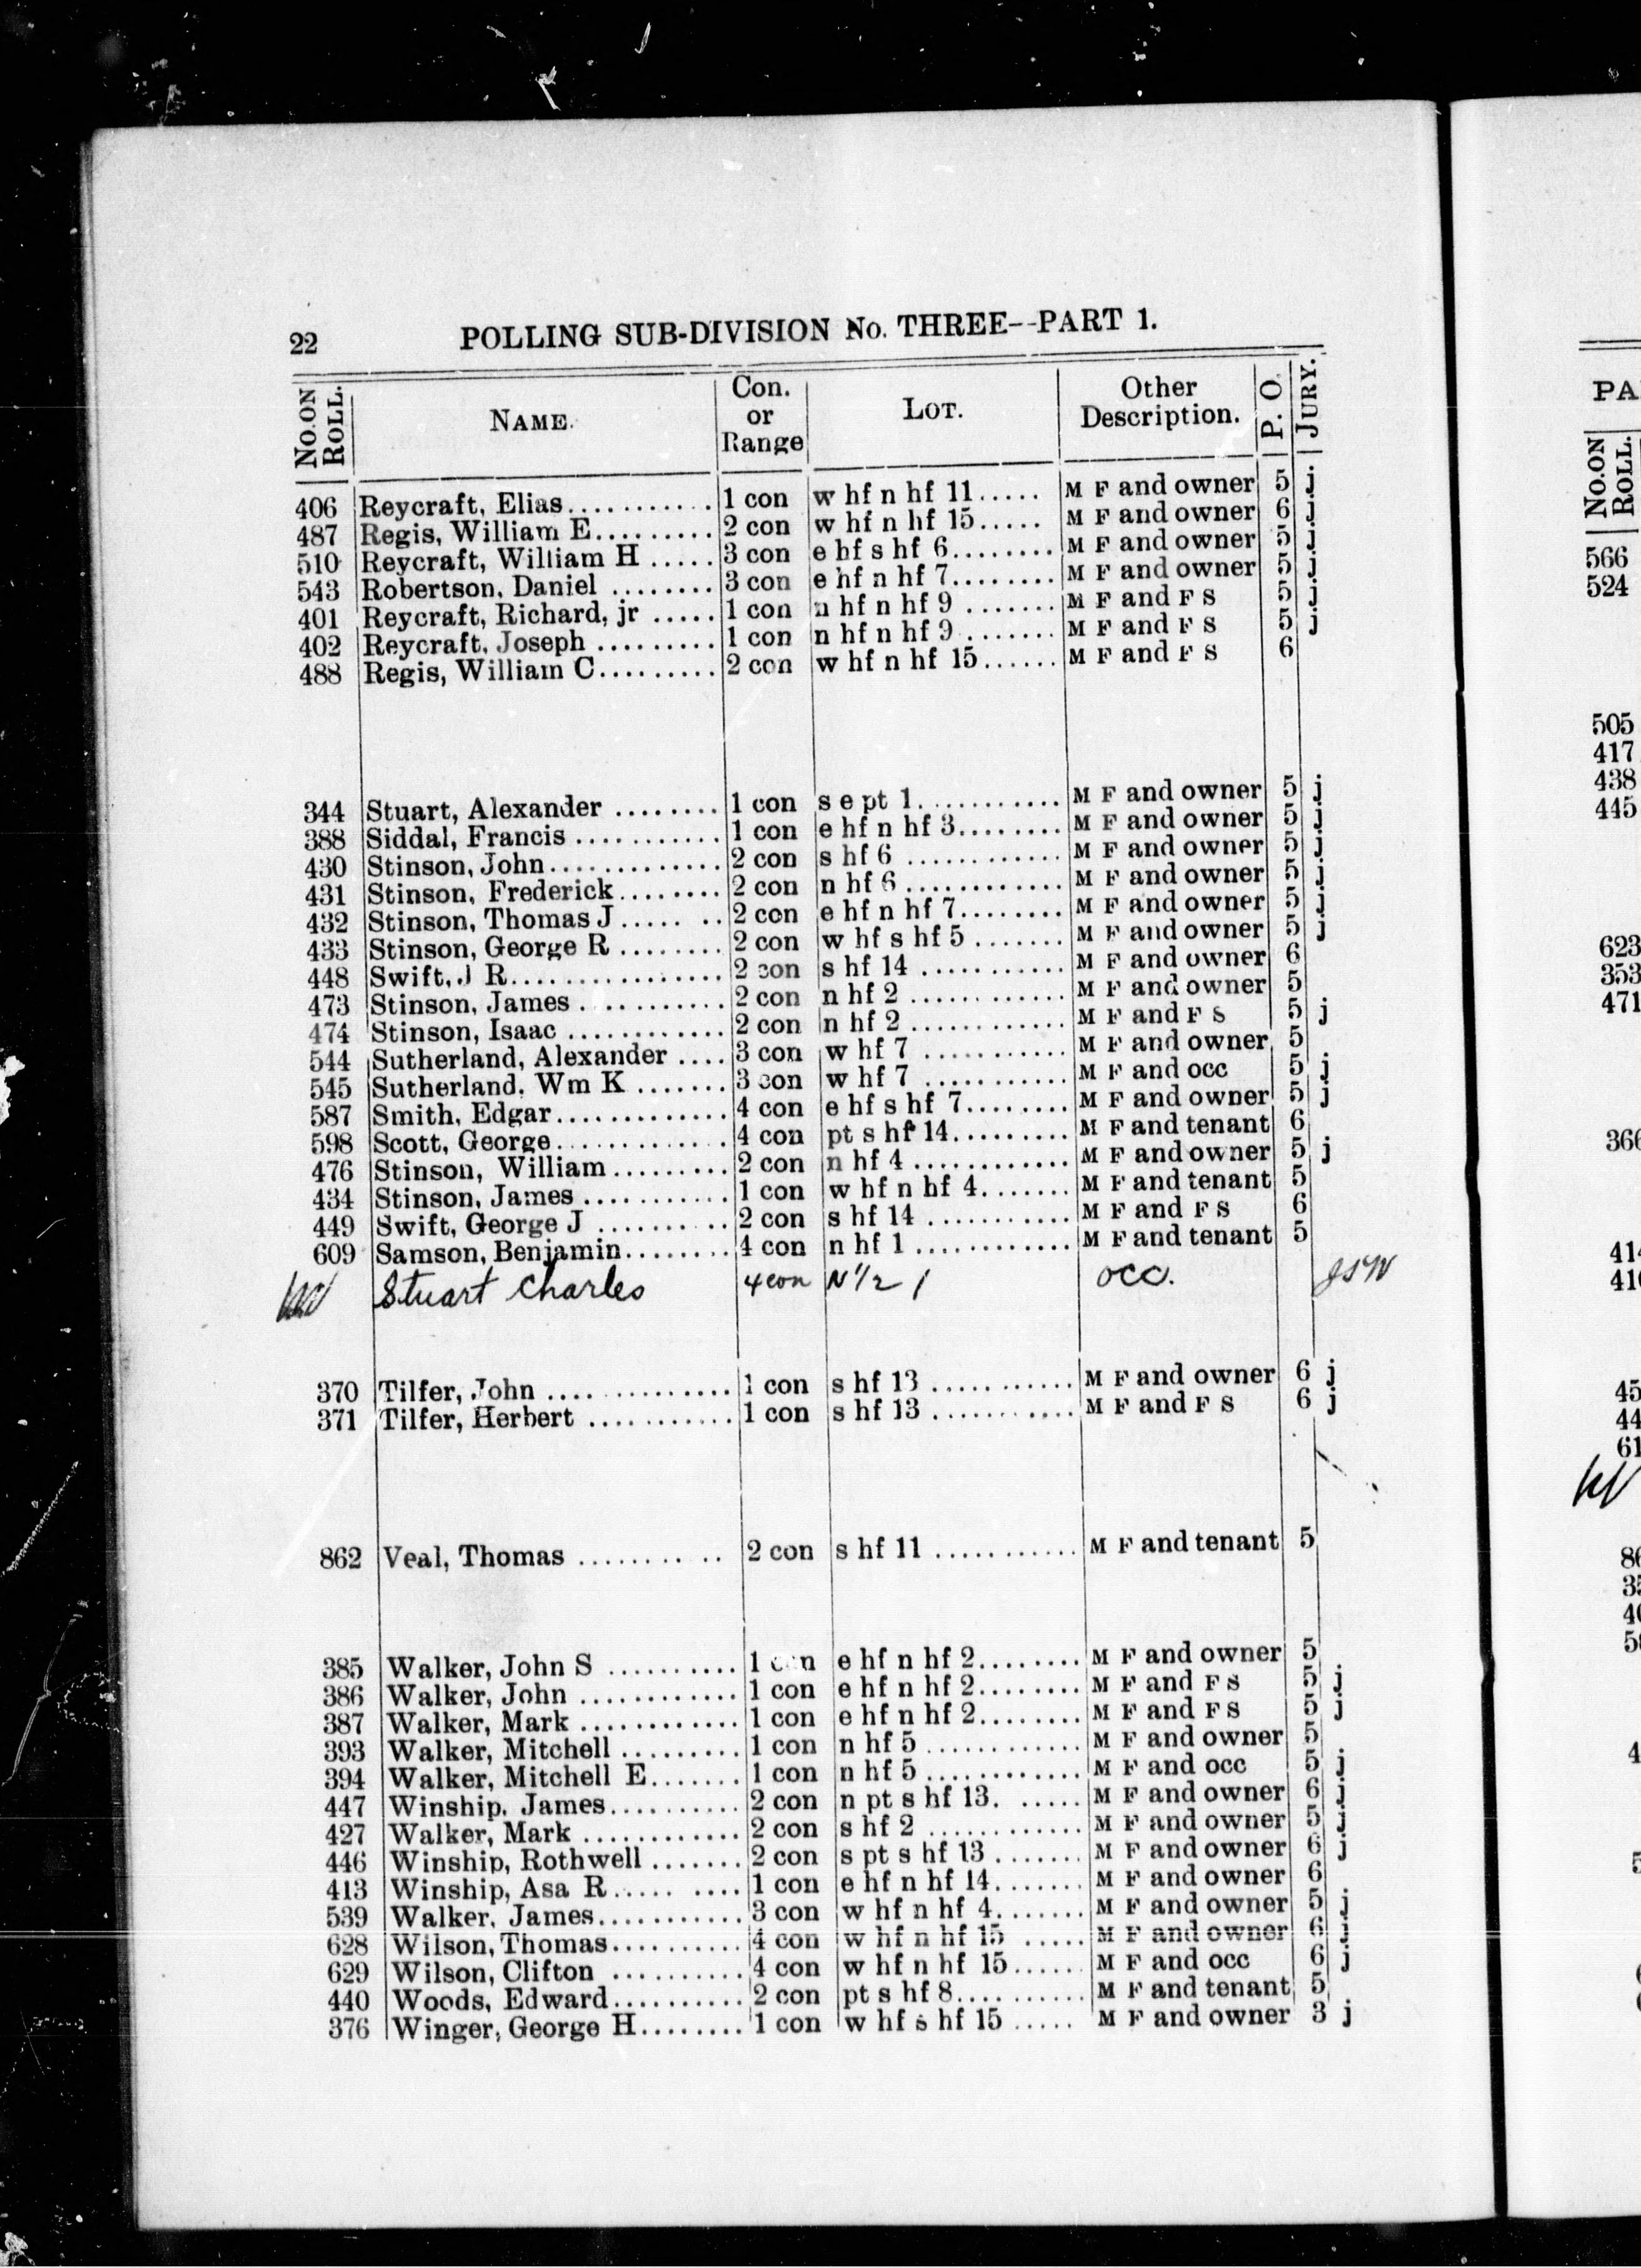 22 POLLING SUB-DIVISION No. THREE--PART 1.
No. ON ROLL. NAME. Con. or Range LOT. Other Description. P. O. JURY.
406 Reycraft, Elias........... 1 con w hf n hf 11..... M F and owner 5 j
487 Regis, William E......... 2 con w hf n hf 15..... M F and owner 6 j
510 Reycraft, William H ..... 3 con e hf s hf 6........ M F and owner 5 j
543 Robertson, Daniel ........ 3 con e hf n hf 7........ M F and owner 5 j
401 Reycraft, Richard, jr ..... 1 con n hf n hf 9 ....... M F and F S 5 j
402 Reycraft, Joseph ......... 1 con n hf n hf 9 ....... M F and F S 5 j
488 Regis, William C......... 2 con w hf n hf 15...... M F and F S 6
344 Stuart, Alexander ........ 1 con s e pt 1............ M F and owner 5 j
388 Siddal, Francis ........... 1 con e hf n hf 3........ M F and owner 5 j
430 Stinson, John............. 2 con s hf 6 ............ M F and owner 5 j
431 Stinson, Frederick........ 2 con n hf 6 ............ M F and owner 5 j
432 Stinson, Thomas J..... .. 2 con e hf n hf 7........ M F and owner 5 j
433 Stinson, George R ........ 2 con w hf s hf 5 ....... M F and owner 5 j
448 Swift, J R................ 2 con s hf 14 ........... M F and owner 6
473 Stinson, James ........... 2 con n hf 2 ............ M F and owner 5
474 Stinson, Isaac ............ 2 con n hf 2 ............ M F and F S 5 j
544 Sutherland, Alexander .... 3 con w hf 7 ........... M F and owner 5
545 Sutherland, Wm K ....... 3 con w hf 7 ........... M F and occ 5 j
587 Smith, Edgar............. 4 con e hf s hf 7........ M F and owner 5 j
598 Scott, George............. 4 con pt s hf 14......... M F and tenant 6
476 Stinson, William......... 2 con n hf 4 ............ M F and owner 5 j
434 Stinson, James ........... 1 con w hf n hf 4....... M F and tenant 5
449 Swift, George J .......... 2 con s hf 14 ........... M F and F S 6
609 Samson, Benjamin........ 4 con n hf 1 ............ M F and tenant 5
Stuart Charles 4 con N 1/2 1 occ. JSW
370 Tilfer, John .............. 1 con s hf 13 ........... M F and owner 6 j
371 Tilfer, Herbert ............ 1 con s hf 13 ........... M F and F S 6 j
862 Veal, Thomas ........... .. 2 con s hf 11 ............ M F and tenant 5
385 Walker, John S .......... 1 con e hf n hf 2........ M F and owner 5
386 Walker, John ............ 1 con e hf n hf 2........ M F and F S 5 j
387 Walker, Mark ............ 1 con e hf n hf 2........ M F and F S 5 j
393 Walker, Mitchell ......... 1 con n hf 5 ............ M F and owner 5
394 Walker, Mitchell E....... 1 con n hf 5 ............ M F and occ 5 j
447 Winship, James.......... 2 con n pt s hf 13. ..... M F and owner 6 j
427 Walker, Mark ............ 2 con s hf 2 ............ M F and owner 5 j
446 Winship, Rothwell ....... 2 con s pt s hf 13 ....... M F and owner 6 j
413 Winship, Asa R..... .... 1 con e hf n hf 14....... M F and owner 6
539 Walker, James........... 3 con w hf n hf 4....... M F and owner 5 j
628 Wilson, Thomas.......... 4 con w hf n hf 15 ..... M F and owner 6 j
629 Wilson, Clifton .......... 4 con w hf n hf 15...... M F and occ 6 j
440 Woods, Edward.......... 2 con pt s hf 8.......... M F and tenant 5
376 Winger, George H........ 1 con w hf s hf 15 ..... M F and owner 3 j
PA
No. ON ROLL.
566
524
505
417
438
445
623
353
471